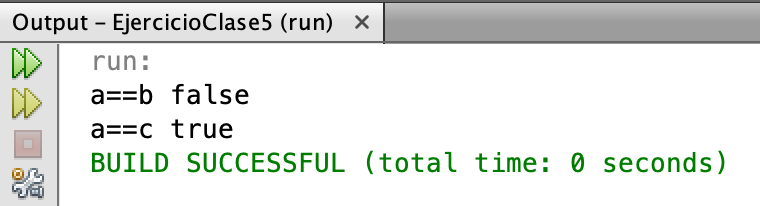 Output – EjercicioClase5 (run) ×
run:
a==b false
a==c true
BUILD SUCCESSFUL (total time: 0 seconds)